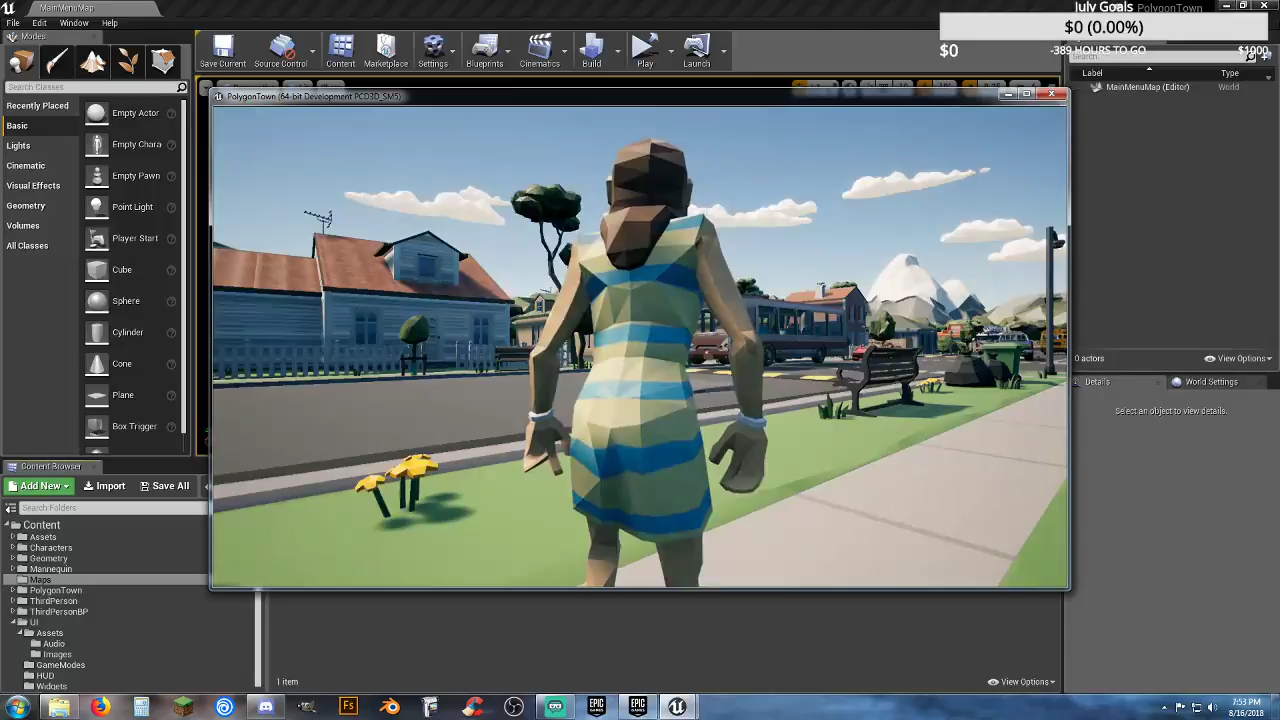 MainMenuMap
July Goals
PolygonTown
File Edit Window Help
$0 (0.00%)
$0
-389 HOURS TO GO
$1000
Modes
Save Current
Source Control
Content
Marketplace
Settings
Blueprints
Cinematics
Build
Play
Launch
Search Classes
Search
Label
Type
MainMenuMap (Editor)
World
PolygonTown (64-bit Development PCD3D_SM5)
Recently Placed
Basic
Lights
Cinematic
Visual Effects
Geometry
Volumes
All Classes
Empty Actor
Empty Chara
Empty Pawn
Point Light
Player Start
Cube
Sphere
Cylinder
Cone
Plane
Box Trigger
0 actors
View Options
Details
World Settings
Select an object to view details.
Content Browser
Add New
Import
Save All
Search Folders
Content
Assets
Characters
Geometry
Mannequin
Maps
PolygonTown
ThirdPerson
ThirdPersonBP
UI
Assets
Audio
Images
GameModes
HUD
Widgets
1 item
View Options
Fs
EPIC
GAMES
EPIC
GAMES
7:53 PM
8/16/2018